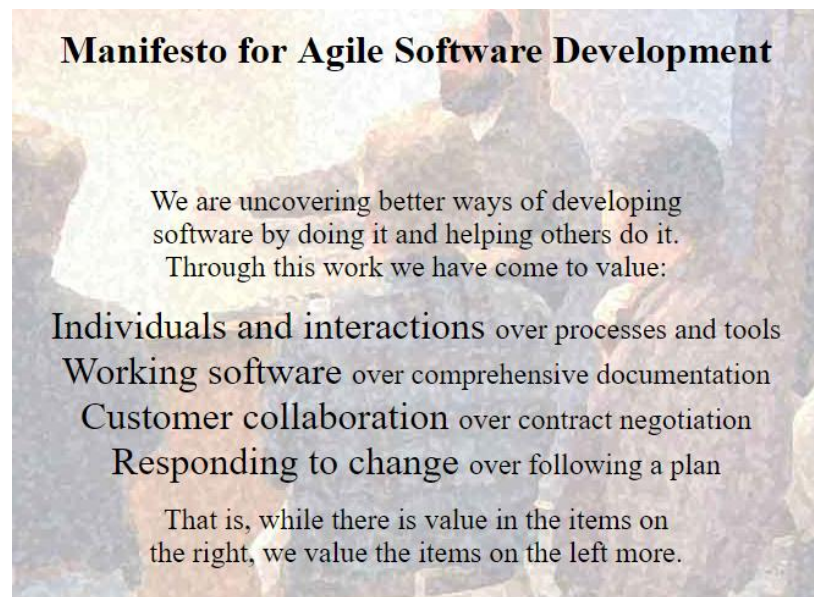 Manifesto for Agile Software Development
We are uncovering better ways of developing
software by doing it and helping others do it.
Through this work we have come to value:
Individuals and interactions over processes and tools
Working software over comprehensive documentation
Customer collaboration over contract negotiation
Responding to change over following a plan
That is, while there is value in the items on
the right, we value the items on the left more.